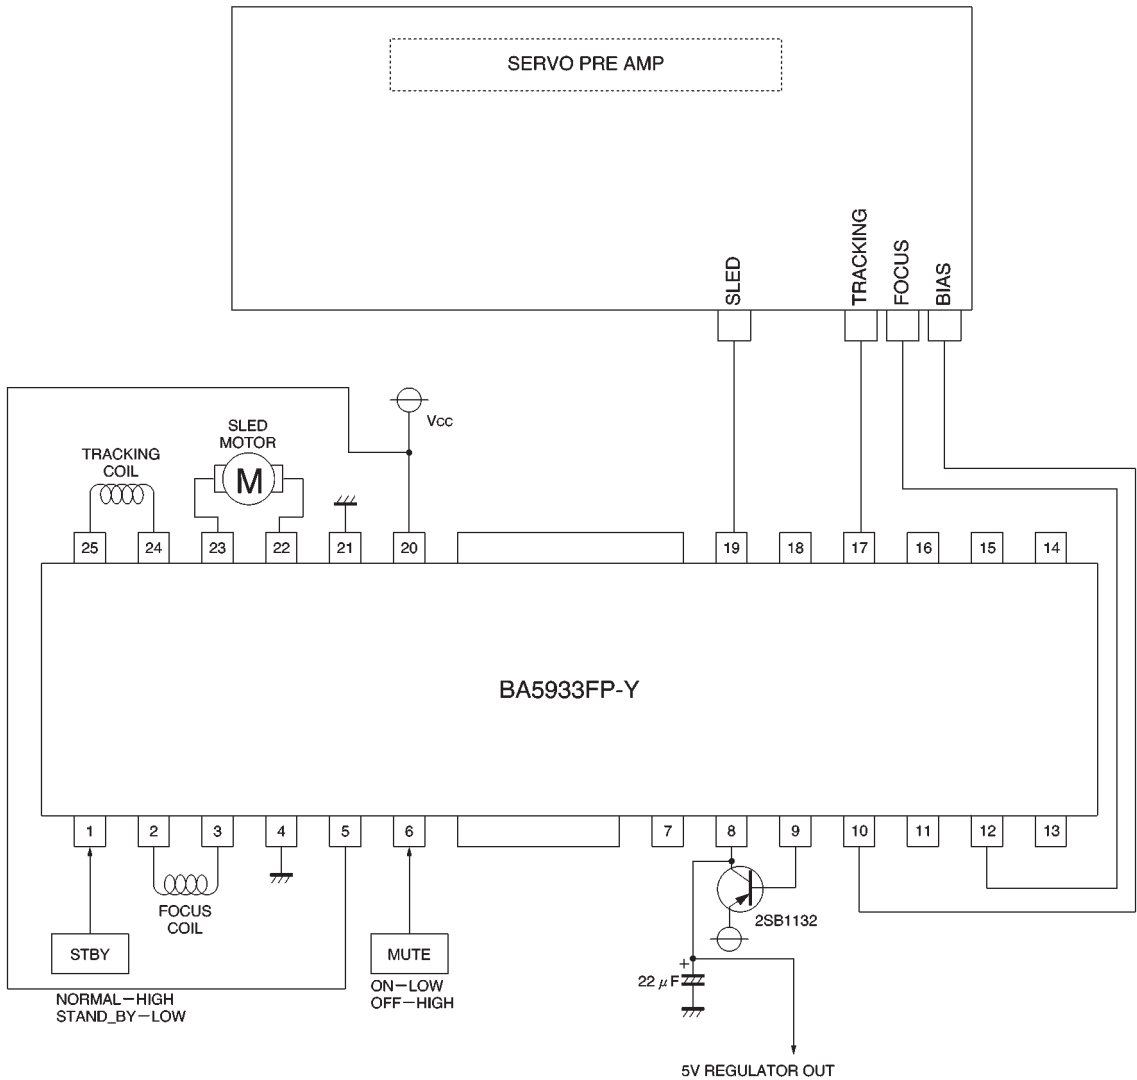 SERVO PRE AMP
SLED
TRACKING
FOCUS
BIAS
VCC
SLED
MOTOR
M
TRACKING
COIL
25
24
23
22
21
20
19
18
17
16
15
14
BA5933FP-Y
1
2
3
4
5
6
7
8
9
10
11
12
13
FOCUS
COIL
STBY
NORMAL—HIGH
STAND_BY—LOW
MUTE
ON—LOW
OFF—HIGH
2SB1132
+
22 μF
5V REGULATOR OUT